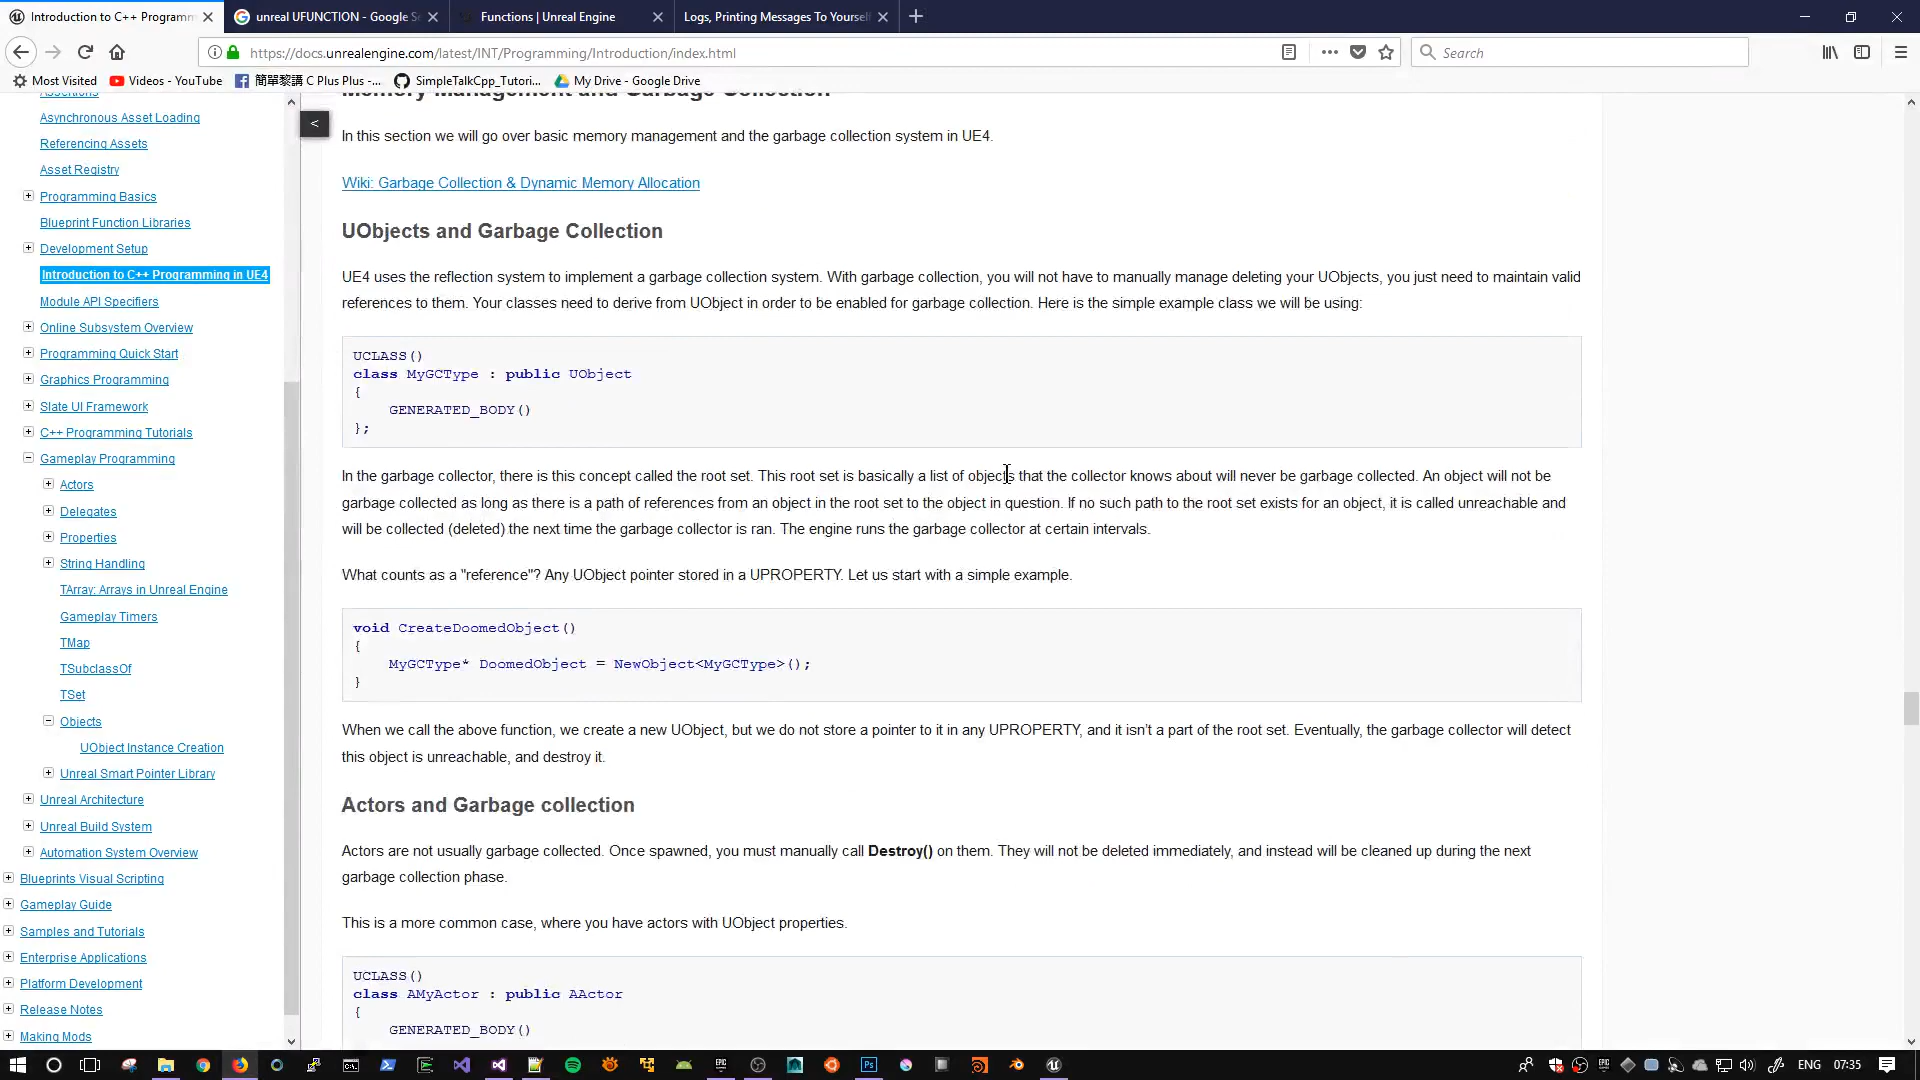 Introduction to C++ Programm
unreal UFUNCTION - Google S
Functions | Unreal Engine
Logs, Printing Messages To Yourself
https://docs.unrealengine.com/latest/INT/Programming/Introduction/index.html
Search
Most Visited
Videos - YouTube
簡單黎講 C Plus Plus -...
SimpleTalkCpp_Tutori...
My Drive - Google Drive
Assertions
Asynchronous Asset Loading
Referencing Assets
Asset Registry
Programming Basics
Blueprint Function Libraries
Development Setup
Introduction to C++ Programming in UE4
Module API Specifiers
Online Subsystem Overview
Programming Quick Start
Graphics Programming
Slate UI Framework
C++ Programming Tutorials
Gameplay Programming
Actors
Delegates
Properties
String Handling
TArray: Arrays in Unreal Engine
Gameplay Timers
TMap
TSubclassOf
TSet
Objects
UObject Instance Creation
Unreal Smart Pointer Library
Unreal Architecture
Unreal Build System
Automation System Overview
Blueprints Visual Scripting
Gameplay Guide
Samples and Tutorials
Enterprise Applications
Platform Development
Release Notes
Making Mods
<
Memory Management and Garbage Collection
In this section we will go over basic memory management and the garbage collection system in UE4.
Wiki: Garbage Collection & Dynamic Memory Allocation
UObjects and Garbage Collection
UE4 uses the reflection system to implement a garbage collection system. With garbage collection, you will not have to manually manage deleting your UObjects, you just need to maintain valid
references to them. Your classes need to derive from UObject in order to be enabled for garbage collection. Here is the simple example class we will be using:
UCLASS()
class MyGCType : public UObject
{
GENERATED_BODY()
};
In the garbage collector, there is this concept called the root set. This root set is basically a list of objects that the collector knows about will never be garbage collected. An object will not be
garbage collected as long as there is a path of references from an object in the root set to the object in question. If no such path to the root set exists for an object, it is called unreachable and
will be collected (deleted) the next time the garbage collector is ran. The engine runs the garbage collector at certain intervals.
What counts as a "reference"? Any UObject pointer stored in a UPROPERTY. Let us start with a simple example.
void CreateDoomedObject()
{
MyGCType* DoomedObject = NewObject<MyGCType>();
}
When we call the above function, we create a new UObject, but we do not store a pointer to it in any UPROPERTY, and it isn't a part of the root set. Eventually, the garbage collector will detect
this object is unreachable, and destroy it.
Actors and Garbage collection
Actors are not usually garbage collected. Once spawned, you must manually call Destroy() on them. They will not be deleted immediately, and instead will be cleaned up during the next
garbage collection phase.
This is a more common case, where you have actors with UObject properties.
UCLASS()
class AMyActor : public AActor
{
GENERATED_BODY()
ENG
07:35